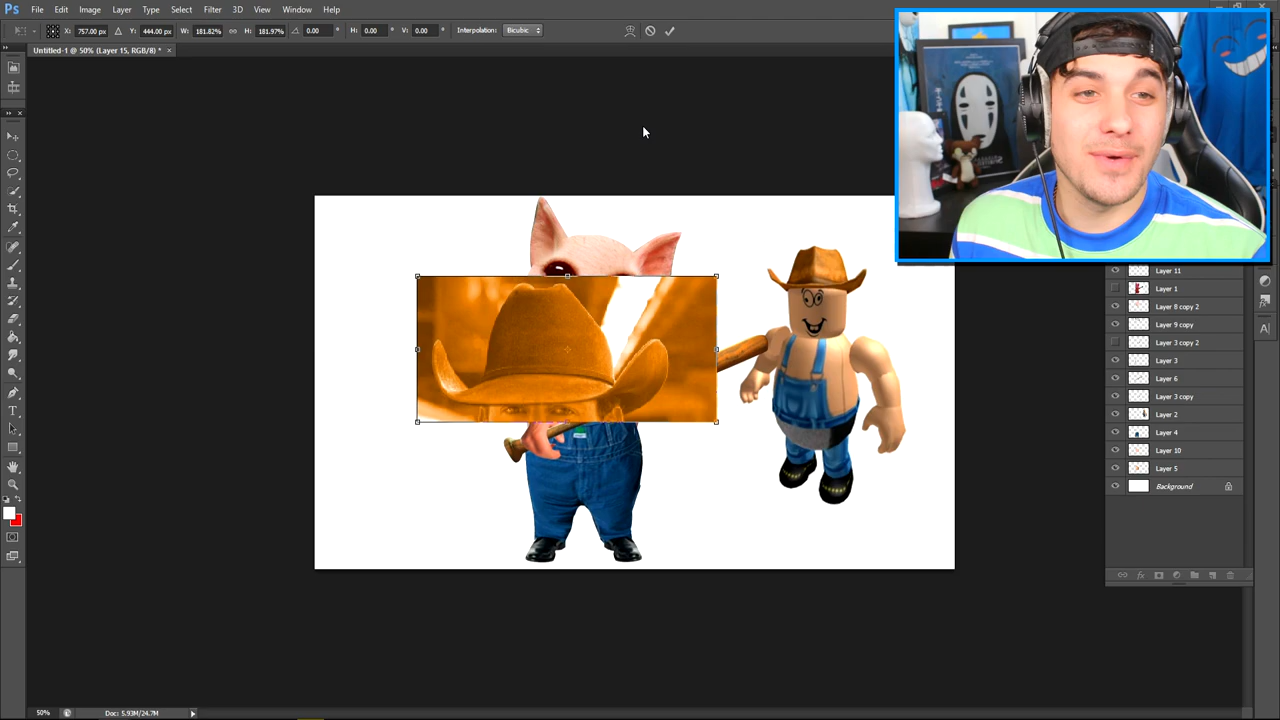 Ps File Edit Image Layer Type Select Filter 3D View Window Help
X: 757.00 px Y: 444.00 px W: 181.82% H: 181.97% 0.00 ° H: 0.00 ° V: 0.00 ° Interpolation: Bicubic
Untitled-1 @ 50% (Layer 15, RGB/8) * ×
Layer 11
Layer 1
Layer 8 copy 2
Layer 9 copy
Layer 3 copy 2
Layer 3
Layer 6
Layer 3 copy
Layer 2
Layer 4
Layer 10
Layer 5
Background
50% Doc: 5.93M/24.7M